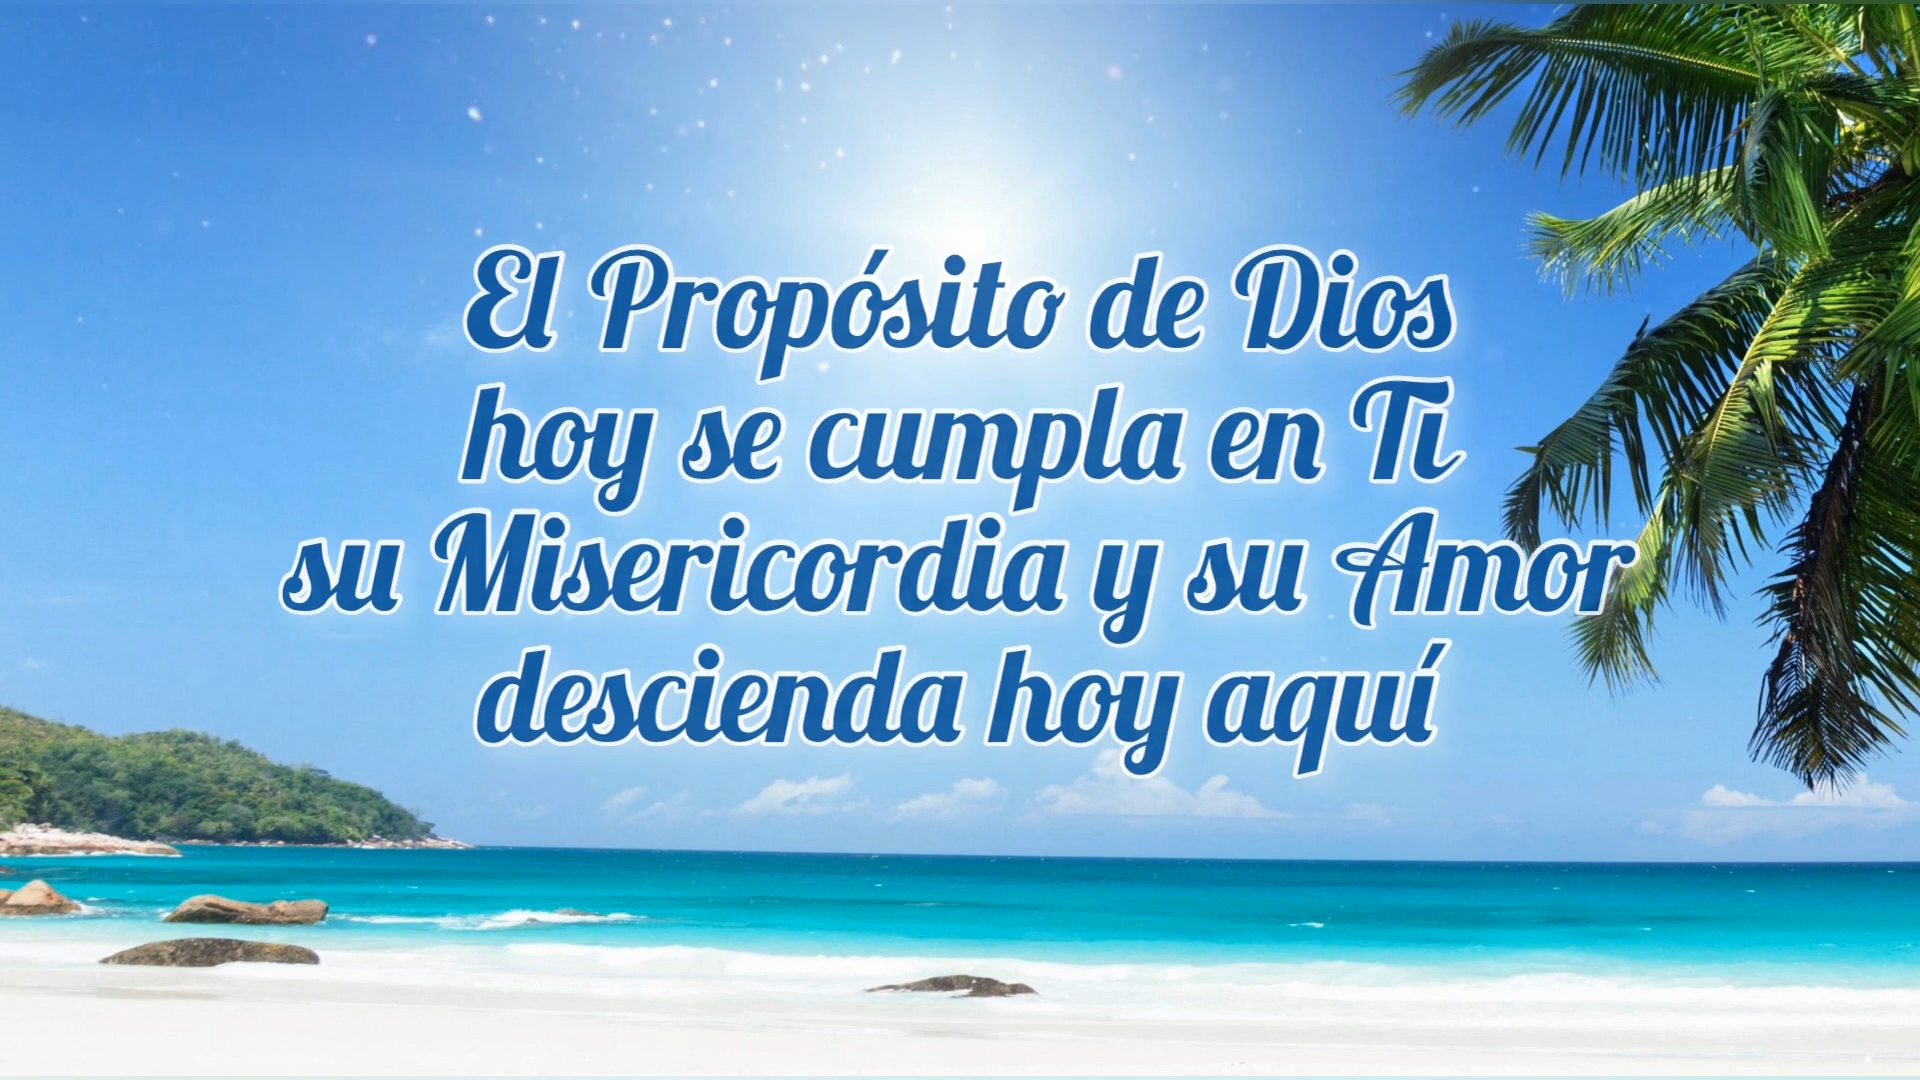 El Propósito de Dios
hoy se cumpla en Ti
su Misericordia y su Amor
descienda hoy aquí